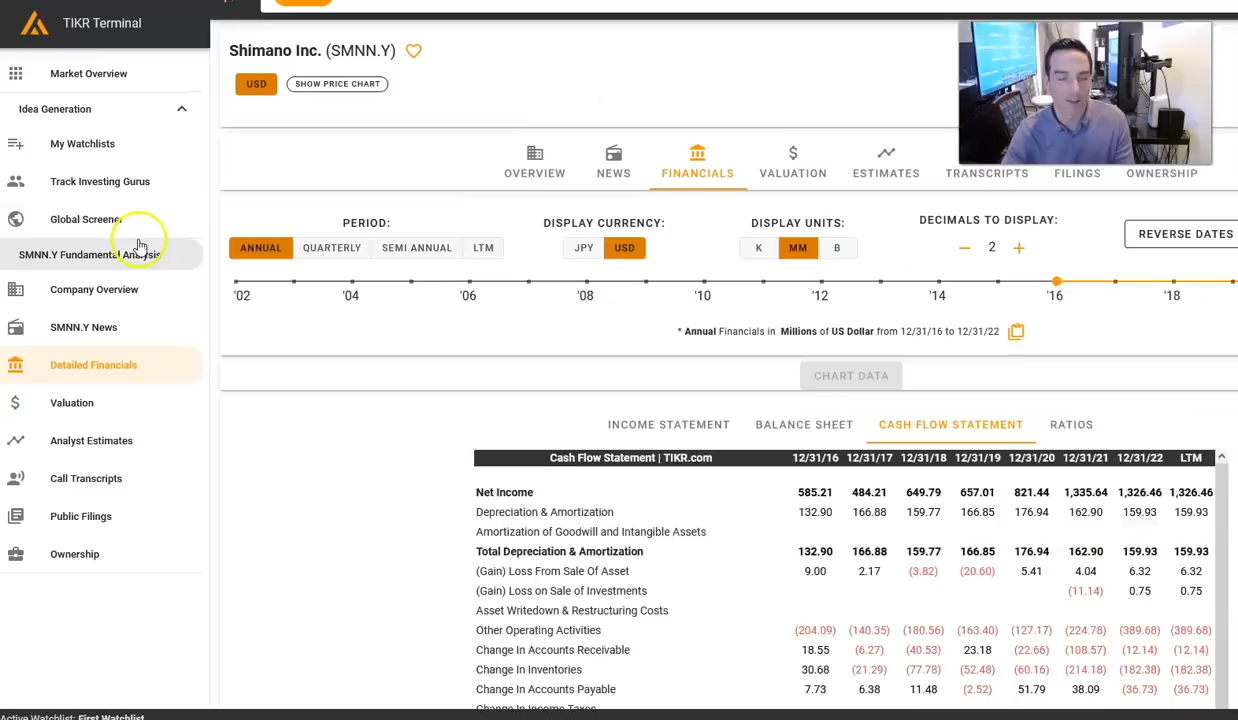 TIKR Terminal
Market Overview
Idea Generation
My Watchlists
Track Investing Gurus
Global Screener
SMNN.Y Fundamental Analysis
Company Overview
SMNN.Y News
Detailed Financials
Valuation
Analyst Estimates
Call Transcripts
Public Filings
Ownership
Active Watchlist: First Watchlist
Shimano Inc. (SMNN.Y)
USD SHOW PRICE CHART
OVERVIEW NEWS FINANCIALS VALUATION ESTIMATES TRANSCRIPTS FILINGS OWNERSHIP
PERIOD: DISPLAY CURRENCY: DISPLAY UNITS: DECIMALS TO DISPLAY:
ANNUAL QUARTERLY SEMI ANNUAL LTM JPY USD K MM B − 2 + REVERSE DATES
'02 '04 '06 '08 '10 '12 '14 '16 '18
* Annual Financials in Millions of US Dollar from 12/31/16 to 12/31/22
CHART DATA
INCOME STATEMENT BALANCE SHEET CASH FLOW STATEMENT RATIOS
Cash Flow Statement | TIKR.com 12/31/16 12/31/17 12/31/18 12/31/19 12/31/20 12/31/21 12/31/22 LTM
Net Income 585.21 484.21 649.79 657.01 821.44 1,335.64 1,326.46 1,326.46
Depreciation & Amortization 132.90 166.88 159.77 166.85 176.94 162.90 159.93 159.93
Amortization of Goodwill and Intangible Assets
Total Depreciation & Amortization 132.90 166.88 159.77 166.85 176.94 162.90 159.93 159.93
(Gain) Loss From Sale Of Asset 9.00 2.17 (3.82) (20.60) 5.41 4.04 6.32 6.32
(Gain) Loss on Sale of Investments (11.14) 0.75 0.75
Asset Writedown & Restructuring Costs
Other Operating Activities (204.09) (140.35) (180.56) (163.40) (127.17) (224.78) (389.68) (389.68)
Change In Accounts Receivable 18.55 (6.27) (40.53) 23.18 (22.66) (108.57) (12.14) (12.14)
Change In Inventories 30.68 (21.29) (77.78) (52.48) (60.16) (214.18) (182.38) (182.38)
Change In Accounts Payable 7.73 6.38 11.48 (2.52) 51.79 38.09 (36.73) (36.73)
Change In Income Taxes